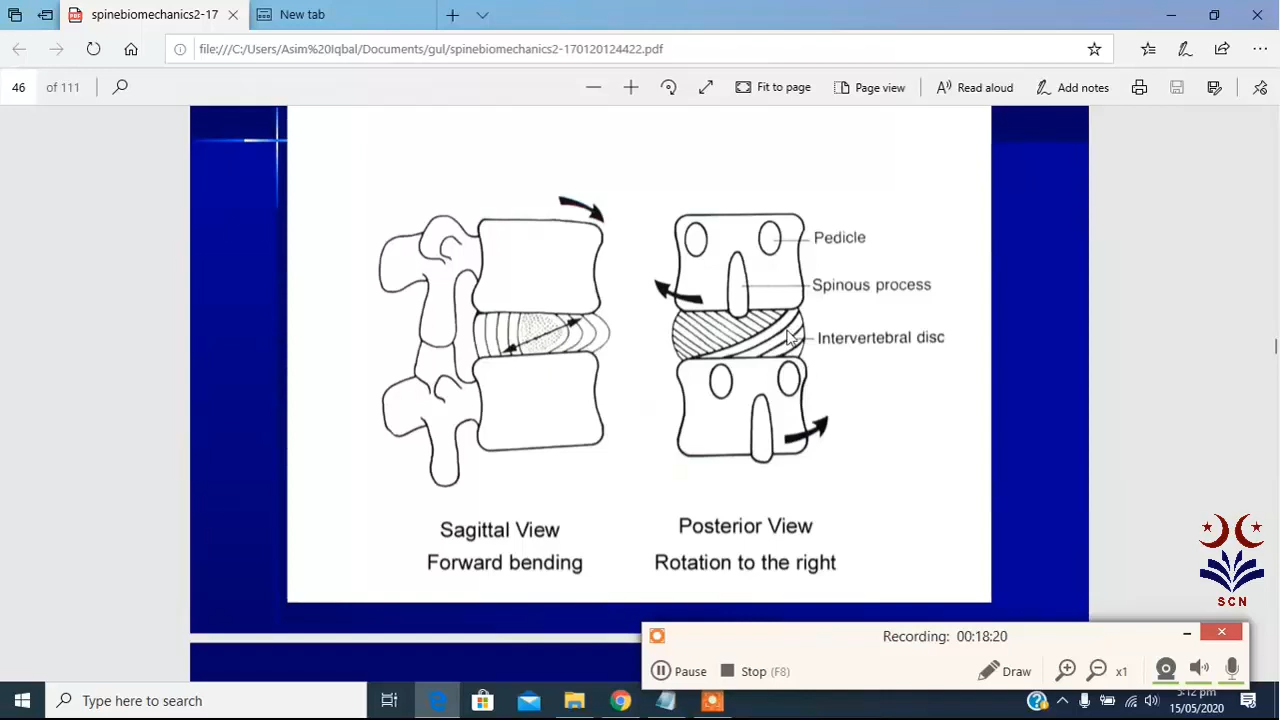 spinebiomechanics2-17
New tab
file:///C:/Users/Asim%20Iqbal/Documents/gul/spinebiomechanics2-170120124422.pdf
46 of 111
Fit to page
Page view
Read aloud
Add notes
Pedicle
Spinous process
Intervertebral disc
Sagittal View
Forward bending
Posterior View
Rotation to the right
SCN
Recording: 00:18:20
Pause
Stop (F8)
Draw
x1
Type here to search
5:12 pm
15/05/2020